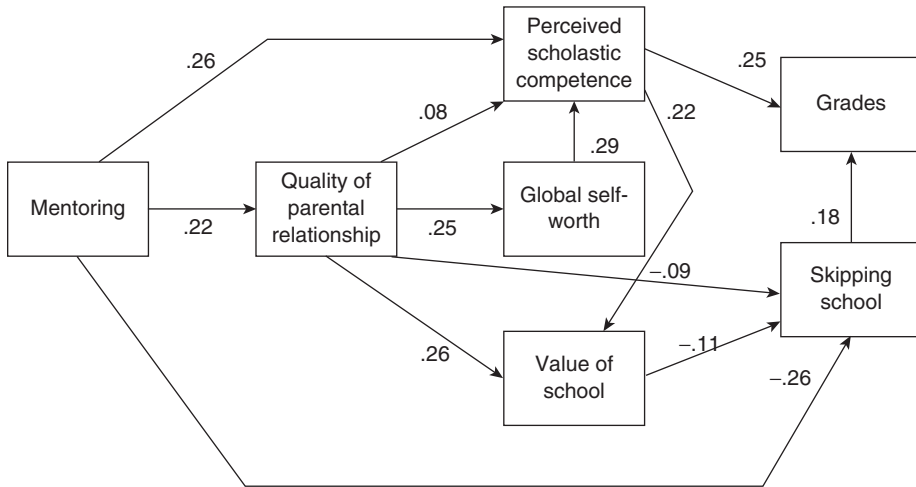 Perceived
scholastic
competence
.26
.25
Grades
.08
.22
.29
Mentoring
.22
Quality of
parental
relationship
.25
Global self-
worth
.18
–.09
Skipping
school
.26
Value of
school
–.11
–.26